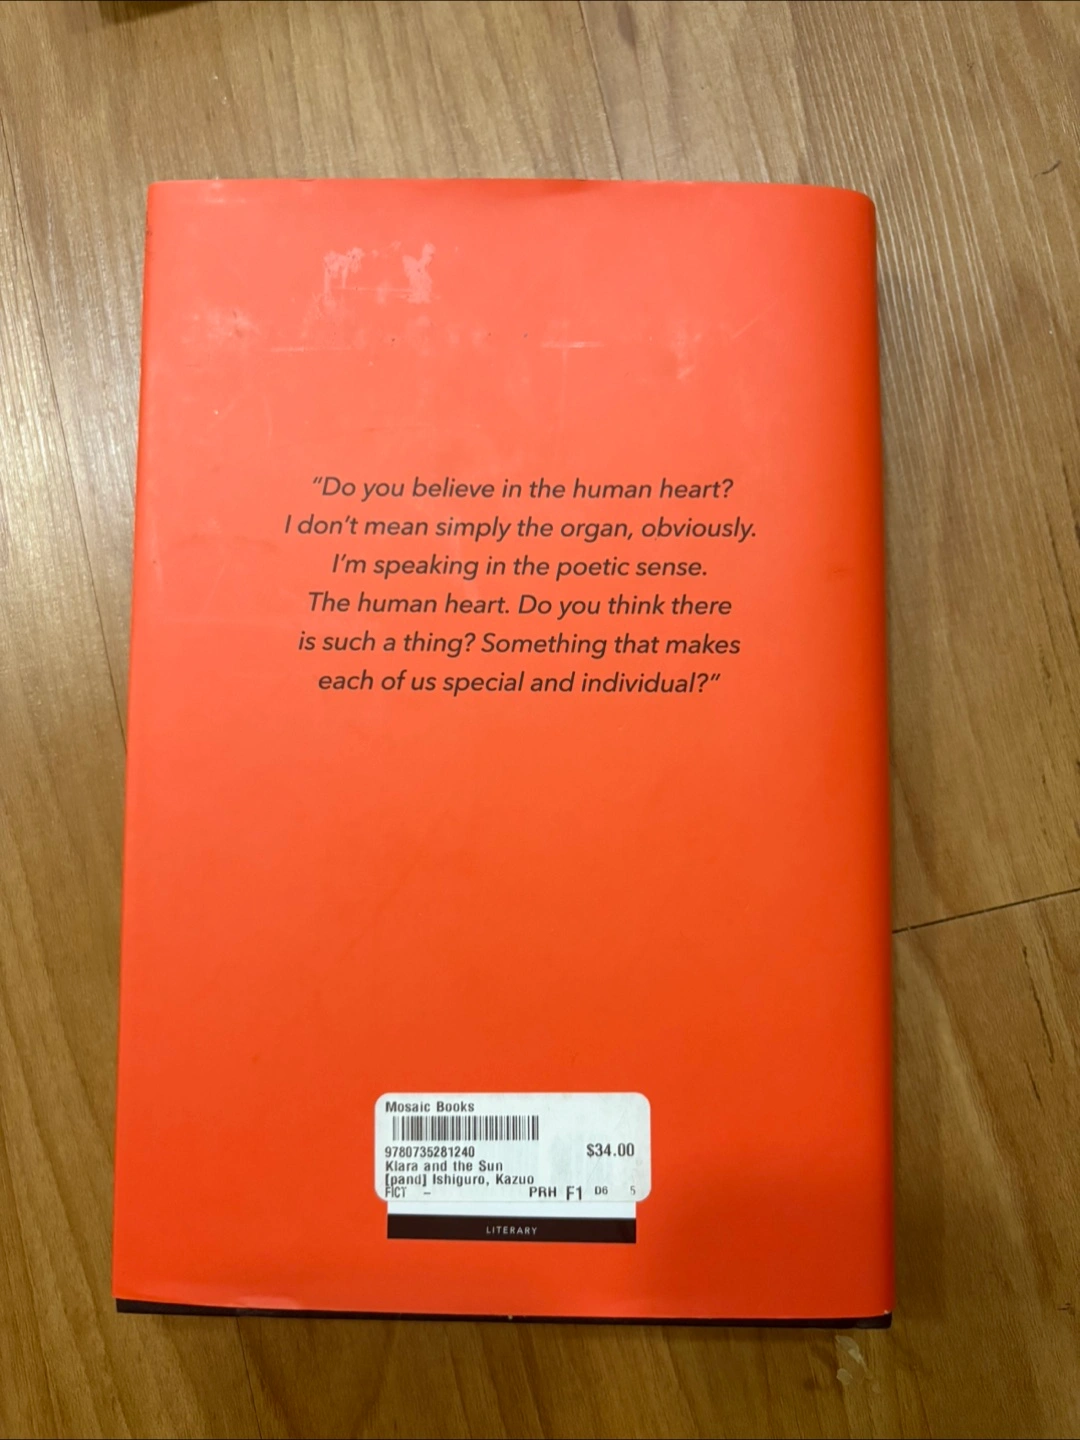 “Do you believe in the human heart?
I don’t mean simply the organ, obviously.
I’m speaking in the poetic sense.
The human heart. Do you think there
is such a thing? Something that makes
each of us special and individual?”
Mosaic Books
9780735281240 $34.00
Klara and the Sun
[pand] Ishiguro, Kazuo
FICT – PRH F1 D6 5
LITERARY